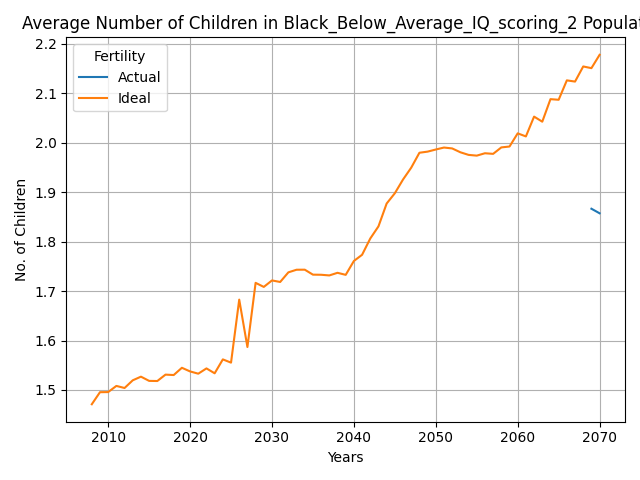 Average Number of Children in Black_Below_Average_IQ_scoring_2 Populat
Fertility
Actual
Ideal
No. of Children
2.2
2.1
2.0
1.9
1.8
1.7
1.6
1.5
2010 2020 2030 2040 2050 2060 2070
Years